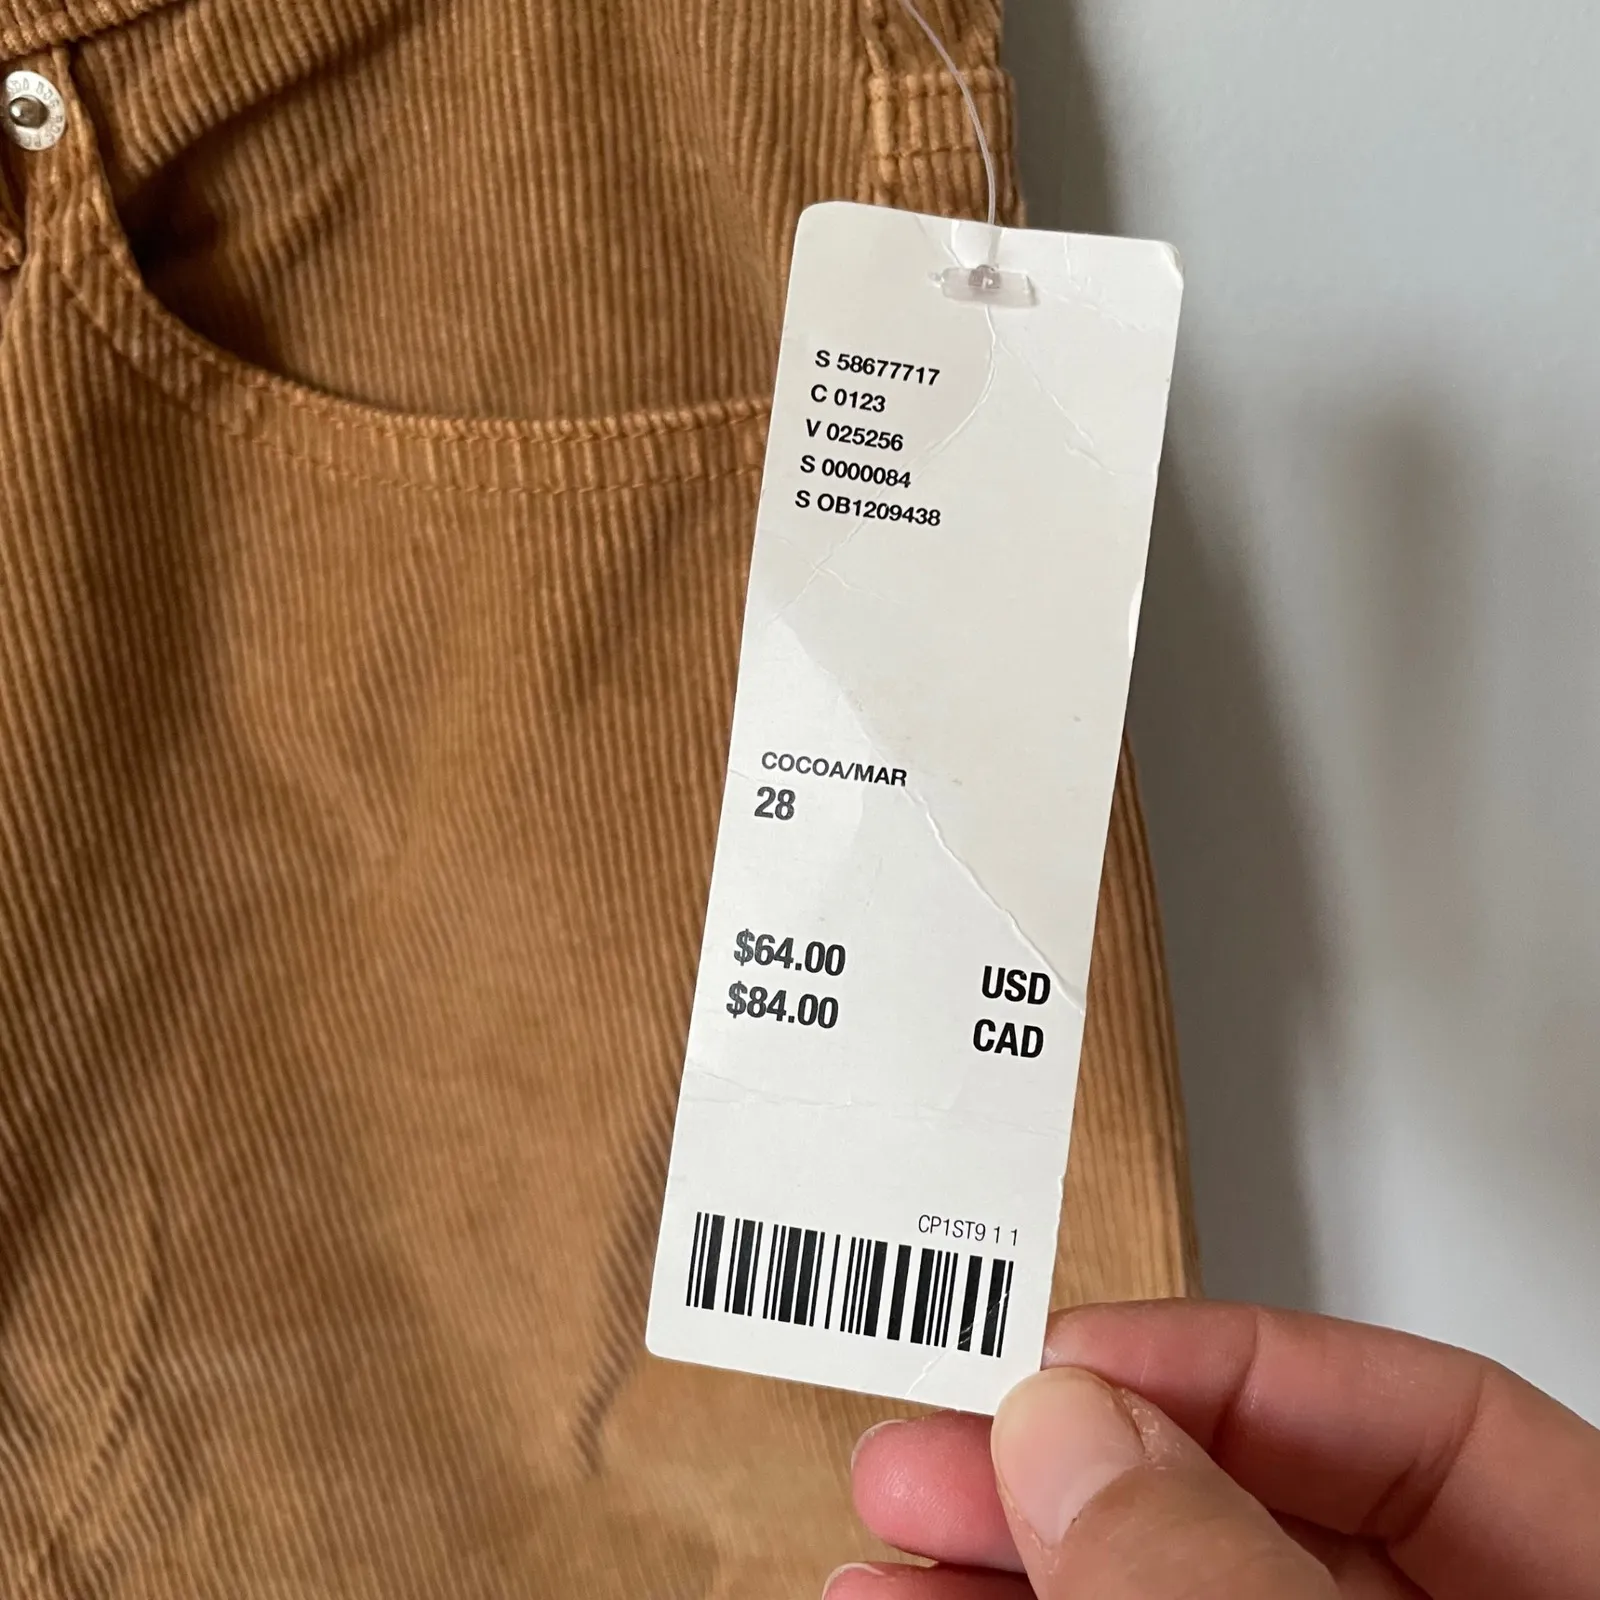 S 58677717
C 0123
V 025256
S 0000084
S OB1209438
COCOA/MAR
28
$64.00 USD
$84.00 CAD
CP1ST9 1 1